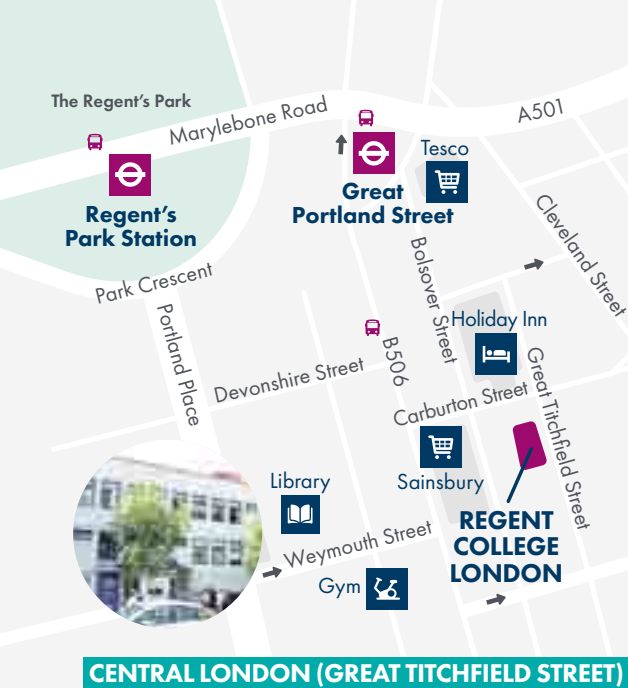 The Regent's Park
Marylebone Road
A501
Tesco
Great
Portland Street
Regent's
Park Station
Cleveland Street
Park Crescent
Bolsover Street
Portland Place
Holiday Inn
B506
Devonshire Street
Great Titchfield Street
Carburton Street
Library
Sainsbury
REGENT
COLLEGE
LONDON
Weymouth Street
Gym
CENTRAL LONDON (GREAT TITCHFIELD STREET)